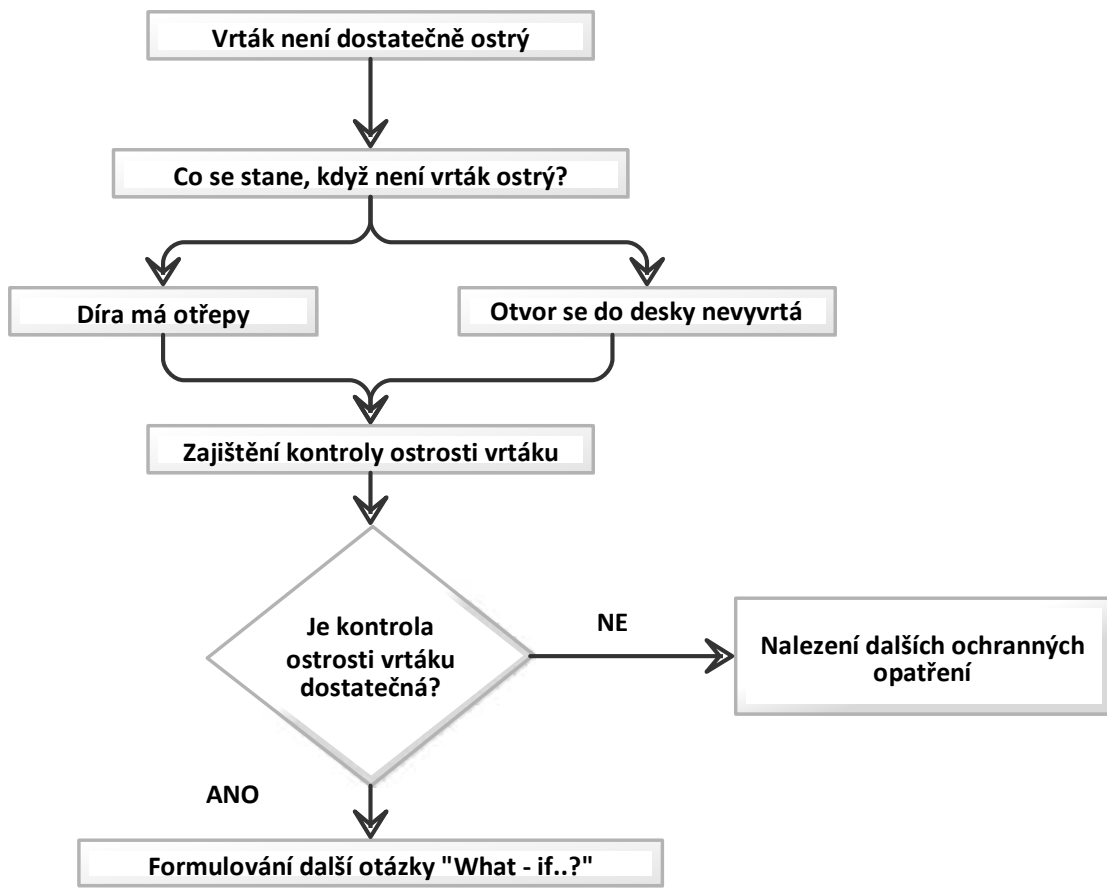 Vrták není dostatečně ostrý
Co se stane, když není vrták ostrý?
Díra má otřepy
Otvor se do desky nevyvrtá
Zajištění kontroly ostrosti vrtáku
Je kontrola
ostrosti vrtáku
dostatečná?
NE
Nalezení dalších ochranných
opatření
ANO
Formulování další otázky "What - if..?"